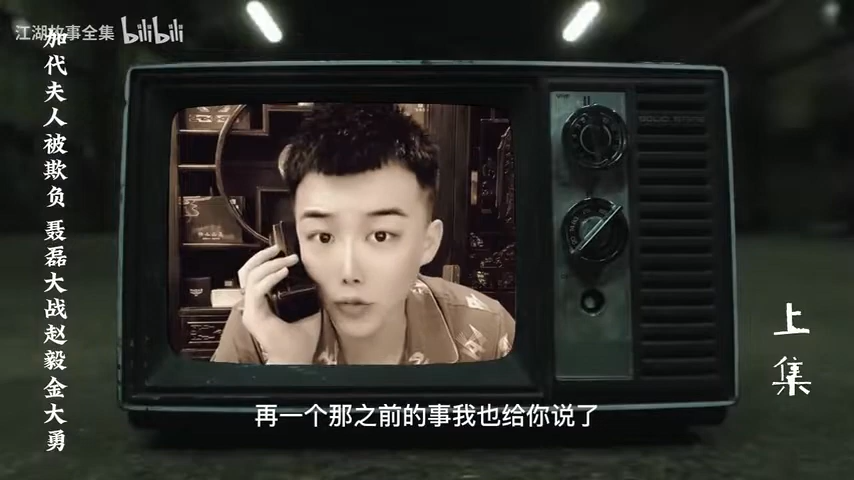 江湖故事全集 bilibili
加代夫人被欺负 聂磊大战赵毅金大勇
上集
再一个那之前的事我也给你说了